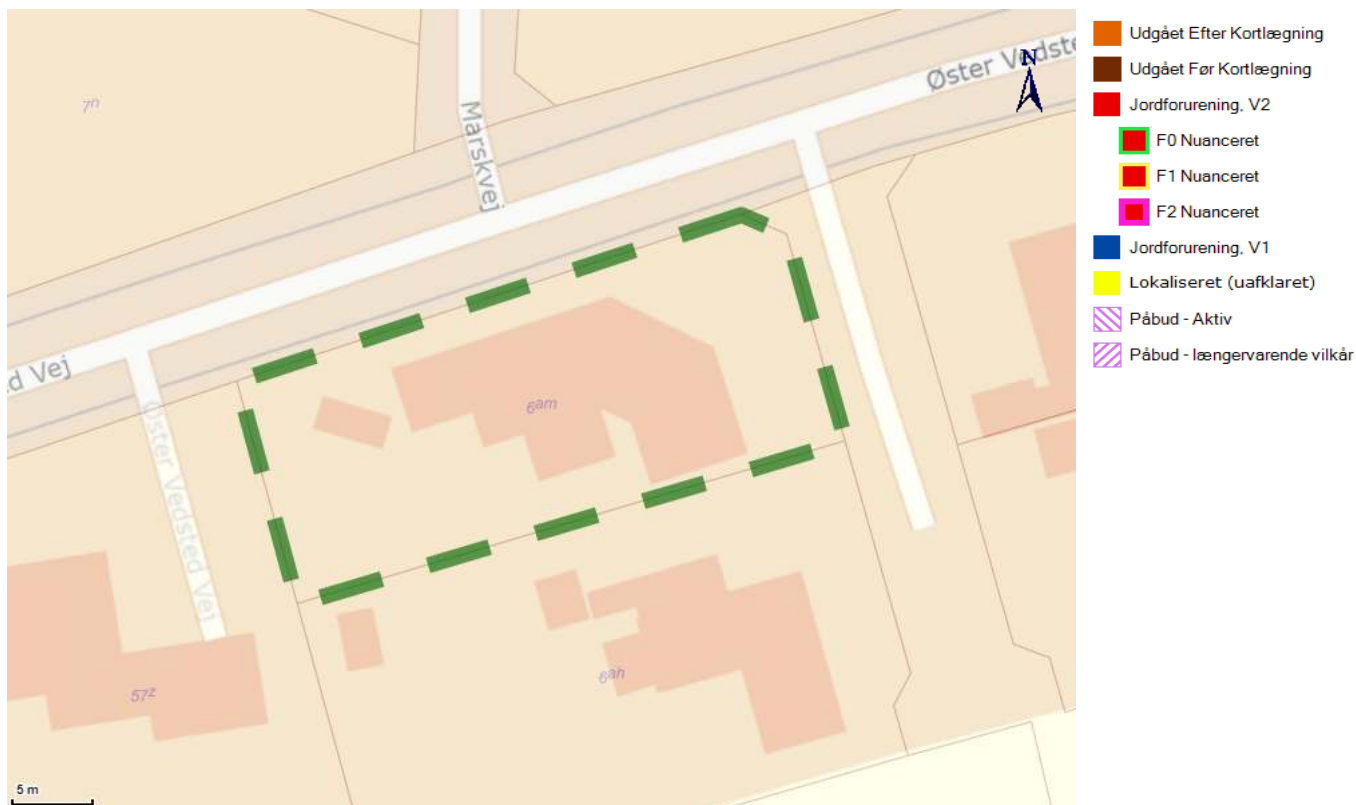 7n
Marskvej
Øster Vedste
N
d Vej
Øster Vedsted Vej
6am
6ah
57z
5 m
Udgået Efter Kortlægning
Udgået Før Kortlægning
Jordforurening, V2
F0 Nuanceret
F1 Nuanceret
F2 Nuanceret
Jordforurening, V1
Lokaliseret (uafklaret)
Påbud - Aktiv
Påbud - længervarende vilkår